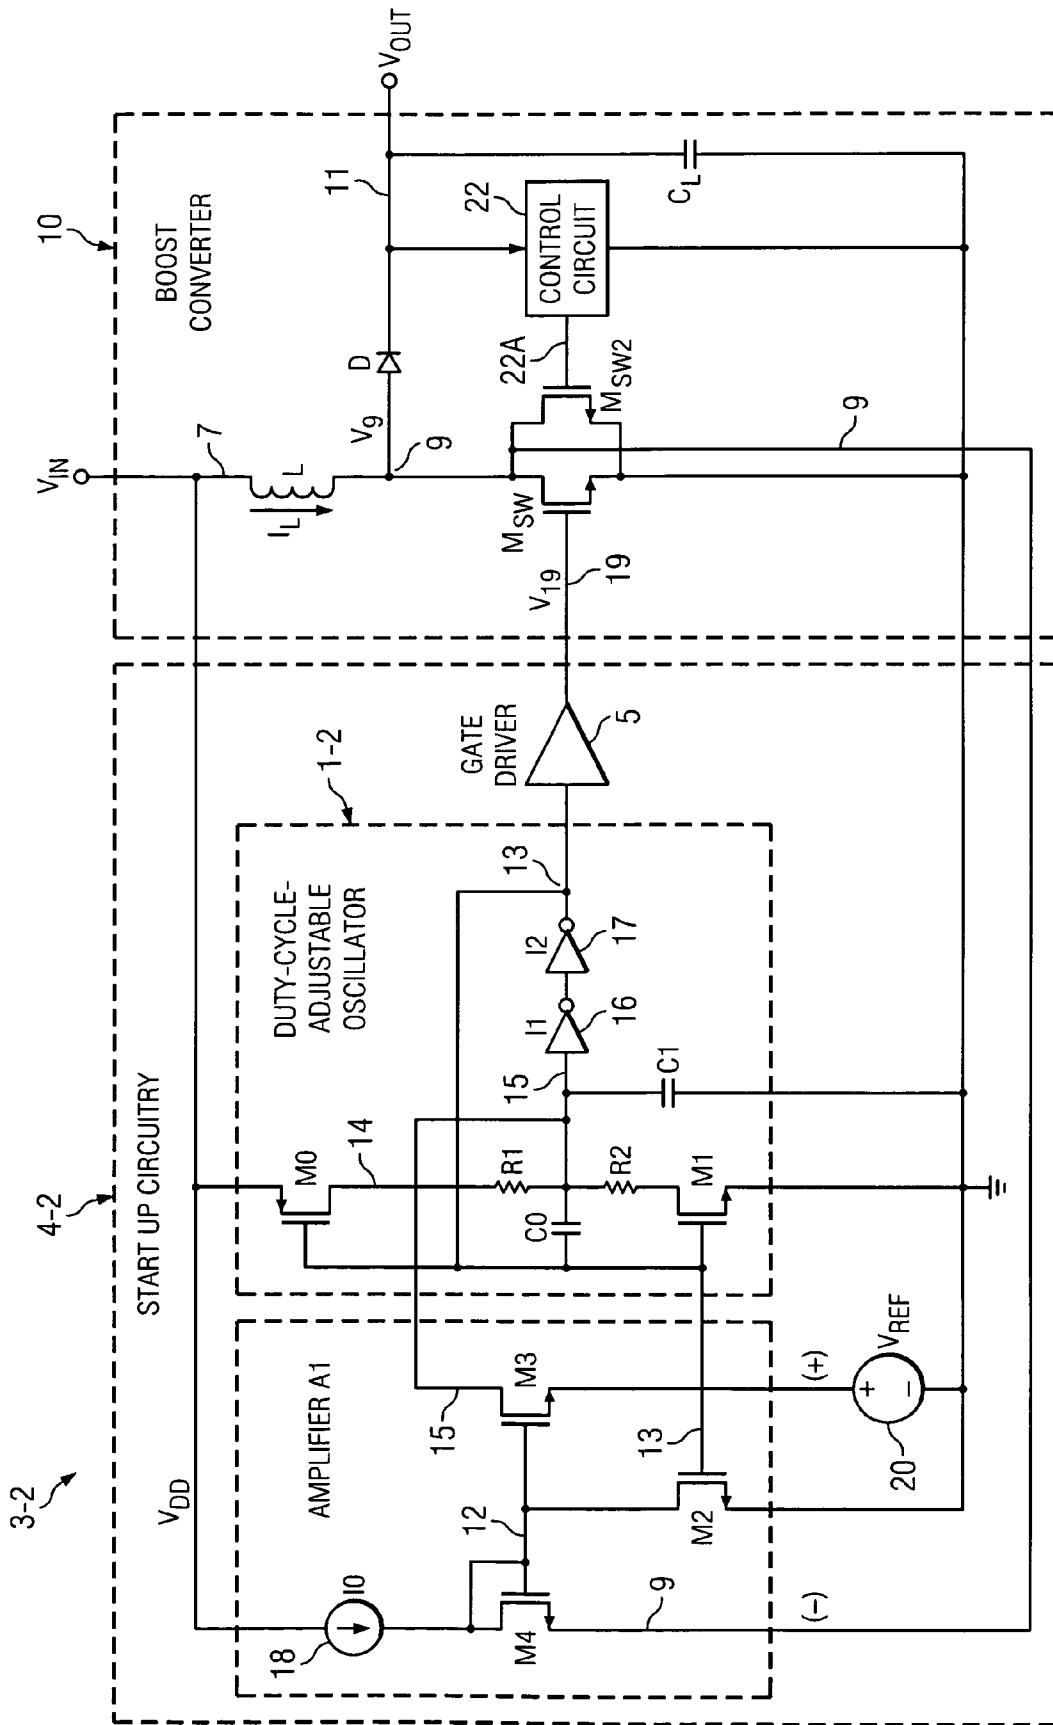 3-2
4-2
START UP CIRCUITRY
10
BOOST
CONVERTER
V_DD
V_IN
7
I_L
L
V_9
D
11
V_OUT
9
18
I0
AMPLIFIER A1
DUTY-CYCLE-
ADJUSTABLE
OSCILLATOR
1-2
M4
12
9
15
M3
13
M2
(-)
(+)
20
+
-
V_REF
M0
14
R1
C0
R2
M1
15
C1
I1
16
I2
17
13
GATE
DRIVER
5
V_19
19
M_SW
M_SW2
22A
22
CONTROL
CIRCUIT
C_L
9